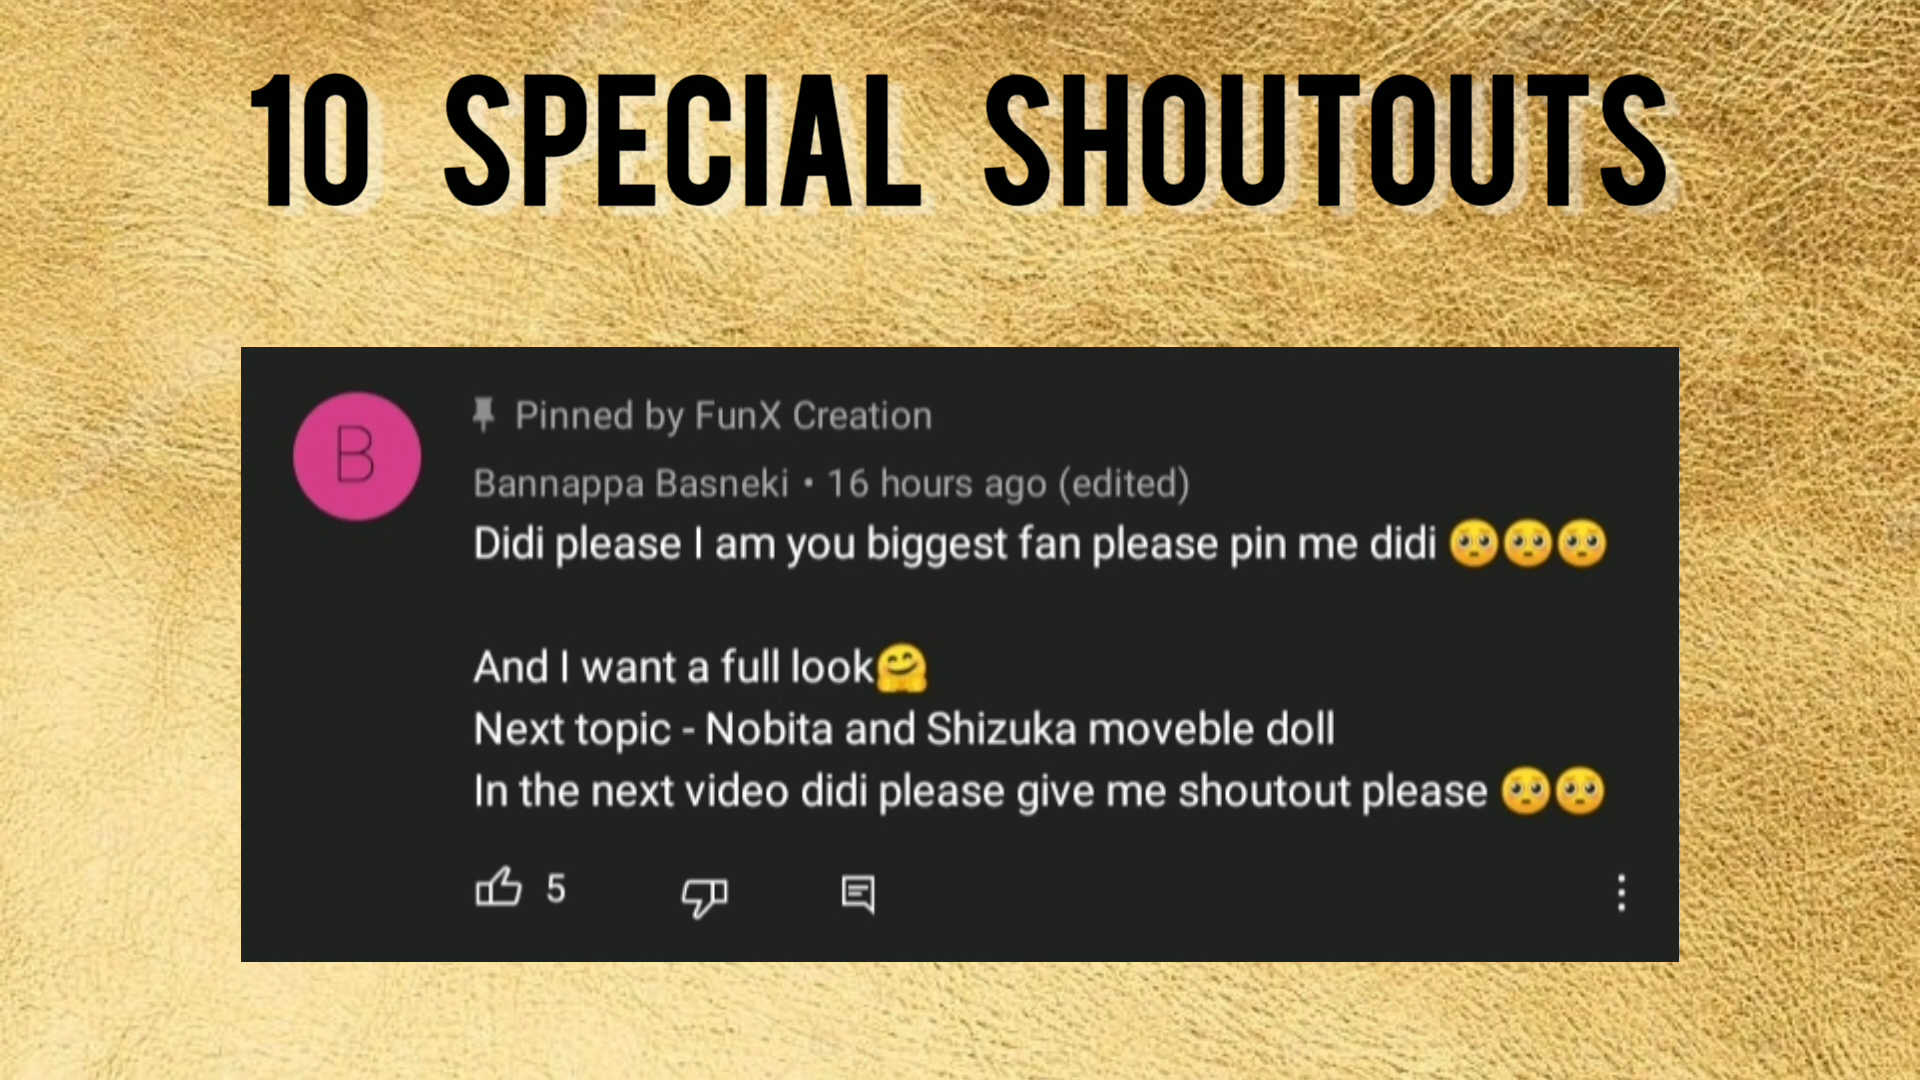 10 SPECIAL SHOUTOUTS
B
Pinned by FunX Creation
Bannappa Basneki • 16 hours ago (edited)
Didi please I am you biggest fan please pin me didi 🥺🥺🥺
And I want a full look🤗
Next topic - Nobita and Shizuka moveble doll
In the next video didi please give me shoutout please 🥺🥺
5